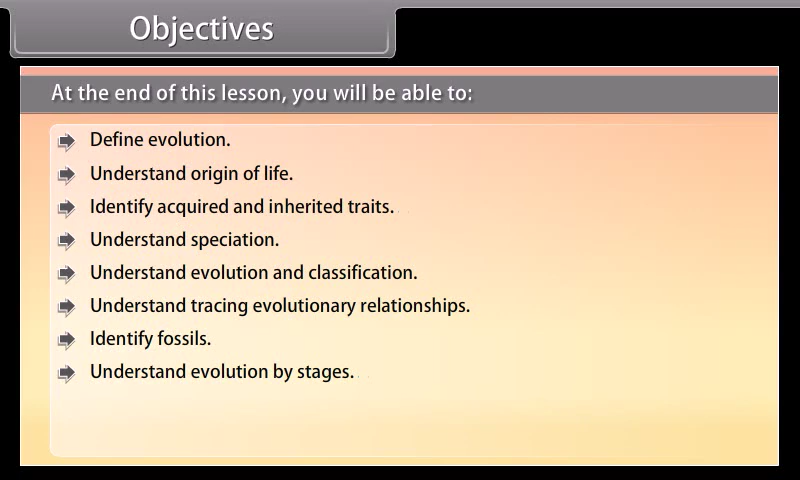 Objectives
At the end of this lesson, you will be able to:
Define evolution.
Understand origin of life.
Identify acquired and inherited traits.
Understand speciation.
Understand evolution and classification.
Understand tracing evolutionary relationships.
Identify fossils.
Understand evolution by stages.